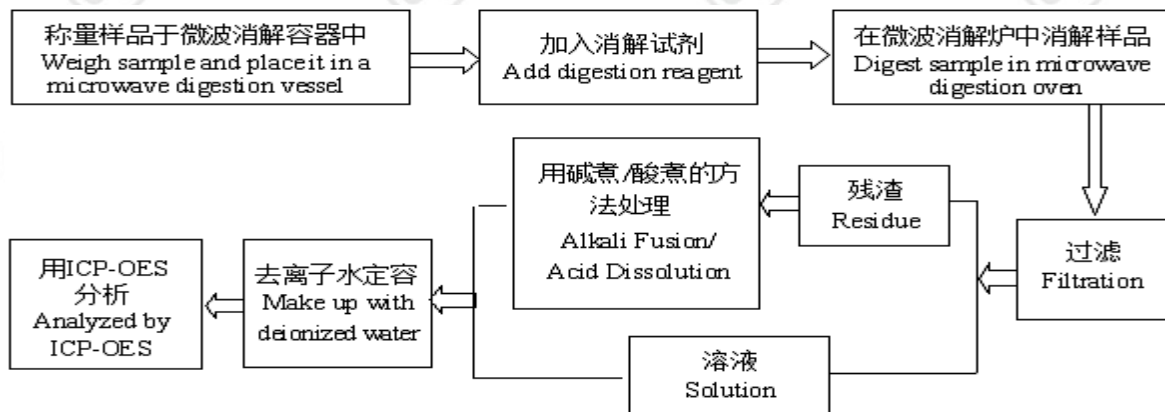 称量样品于微波消解容器中
Weigh sample and place it in a
microwave digestion vessel
加入消解试剂
Add digestion reagent
在微波消解炉中消解样品
Digest sample in microwave
digestion oven
过滤
Filtration
残渣
Residue
用碱煮/酸煮的方
法处理
Alkali Fusion/
Acid Dissolution
溶液
Solution
去离子水定容
Make up with
deionized water
用ICP-OES
分析
Analyzed by
ICP-OES